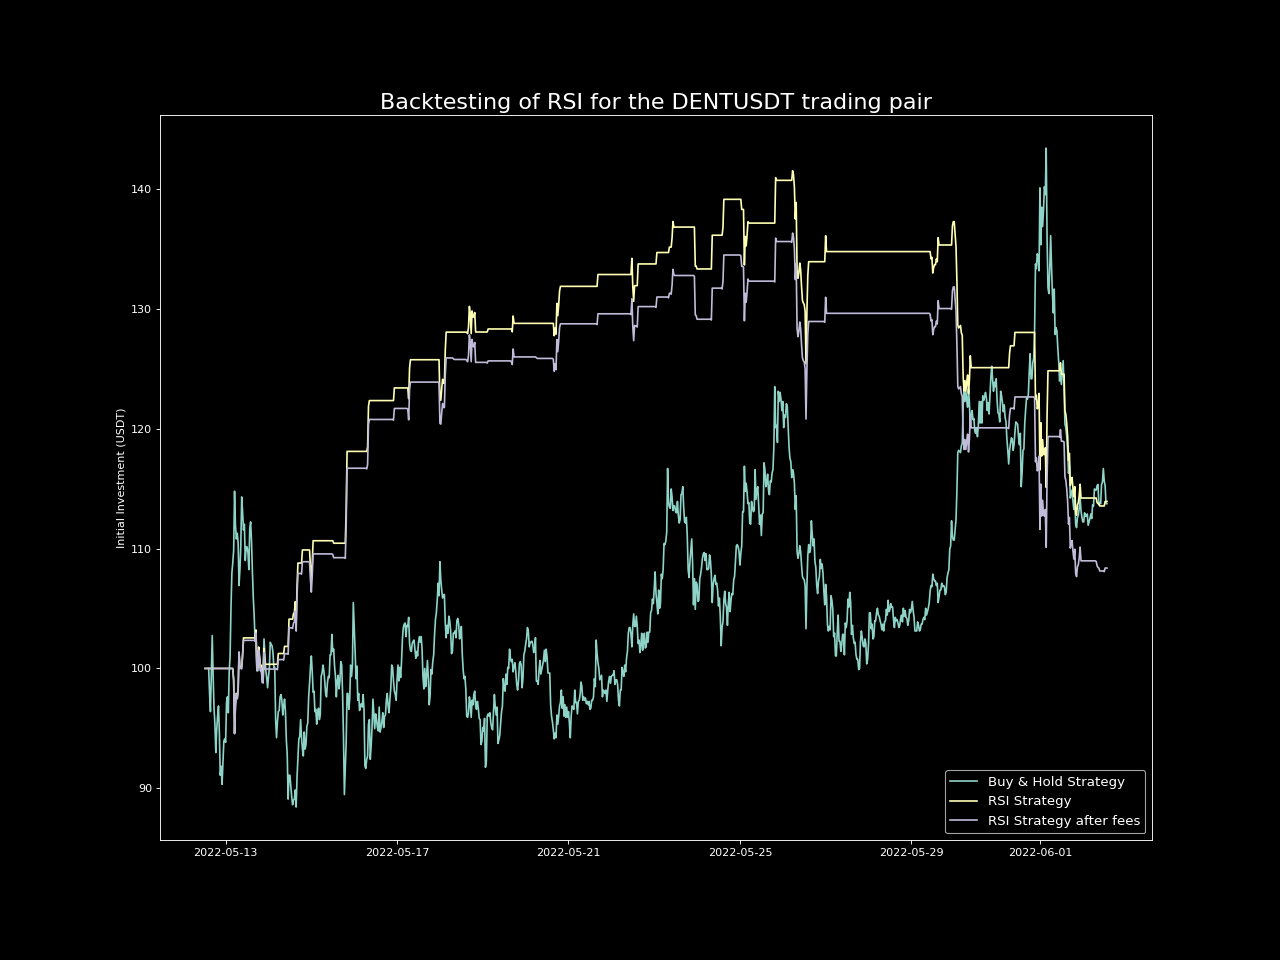 Backtesting of RSI for the DENTUSDT trading pair
Initial Investment (USDT)
140
130
120
110
100
90
2022-05-13
2022-05-17
2022-05-21
2022-05-25
2022-05-29
2022-06-01
Buy & Hold Strategy
RSI Strategy
RSI Strategy after fees